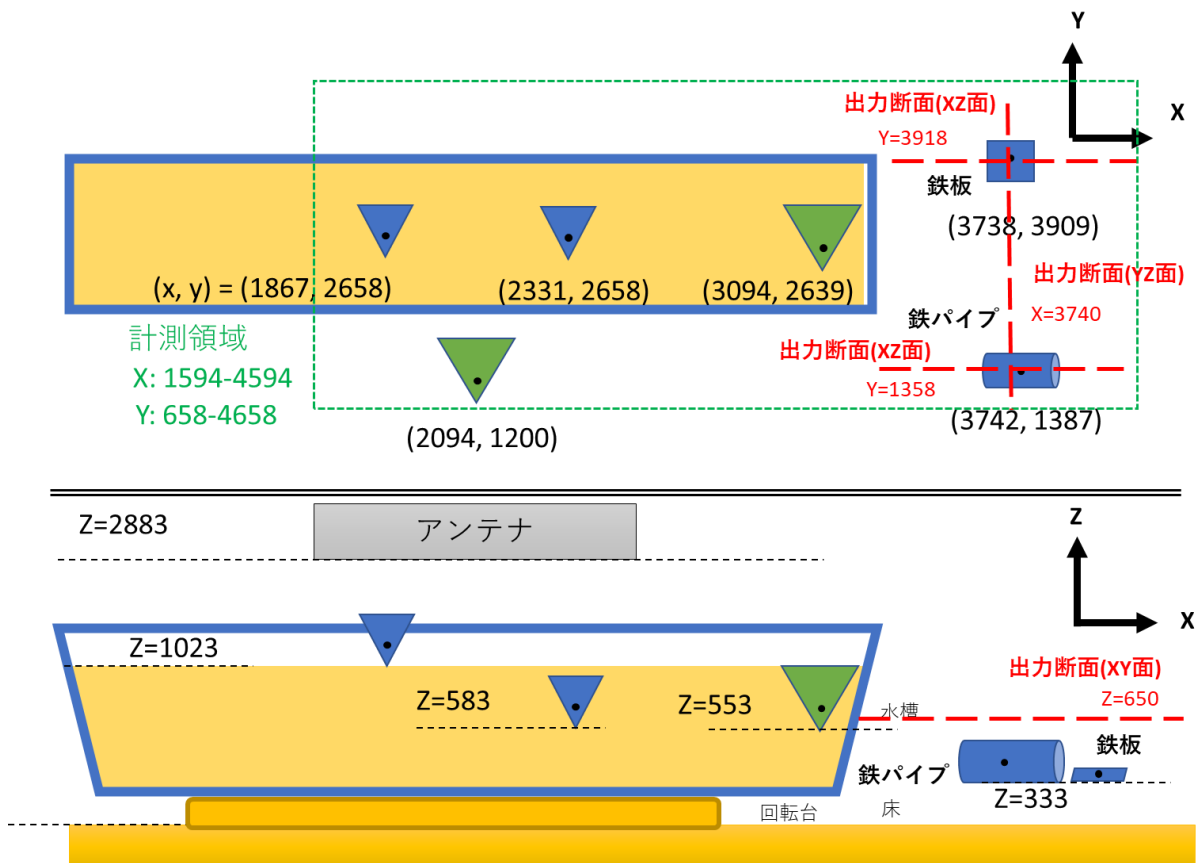 Y
X
出力断面(XZ面)
Y=3918
鉄板
(3738, 3909)
(x, y) = (1867, 2658)
(2331, 2658)
(3094, 2639)
出力断面(YZ面)
X=3740
鉄パイプ
計測領域
X: 1594-4594
Y: 658-4658
出力断面(XZ面)
Y=1358
(2094, 1200)
(3742, 1387)
Z=2883
アンテナ
Z
X
Z=1023
出力断面(XY面)
Z=650
Z=583
Z=553
水槽
鉄板
鉄パイプ
Z=333
回転台
床